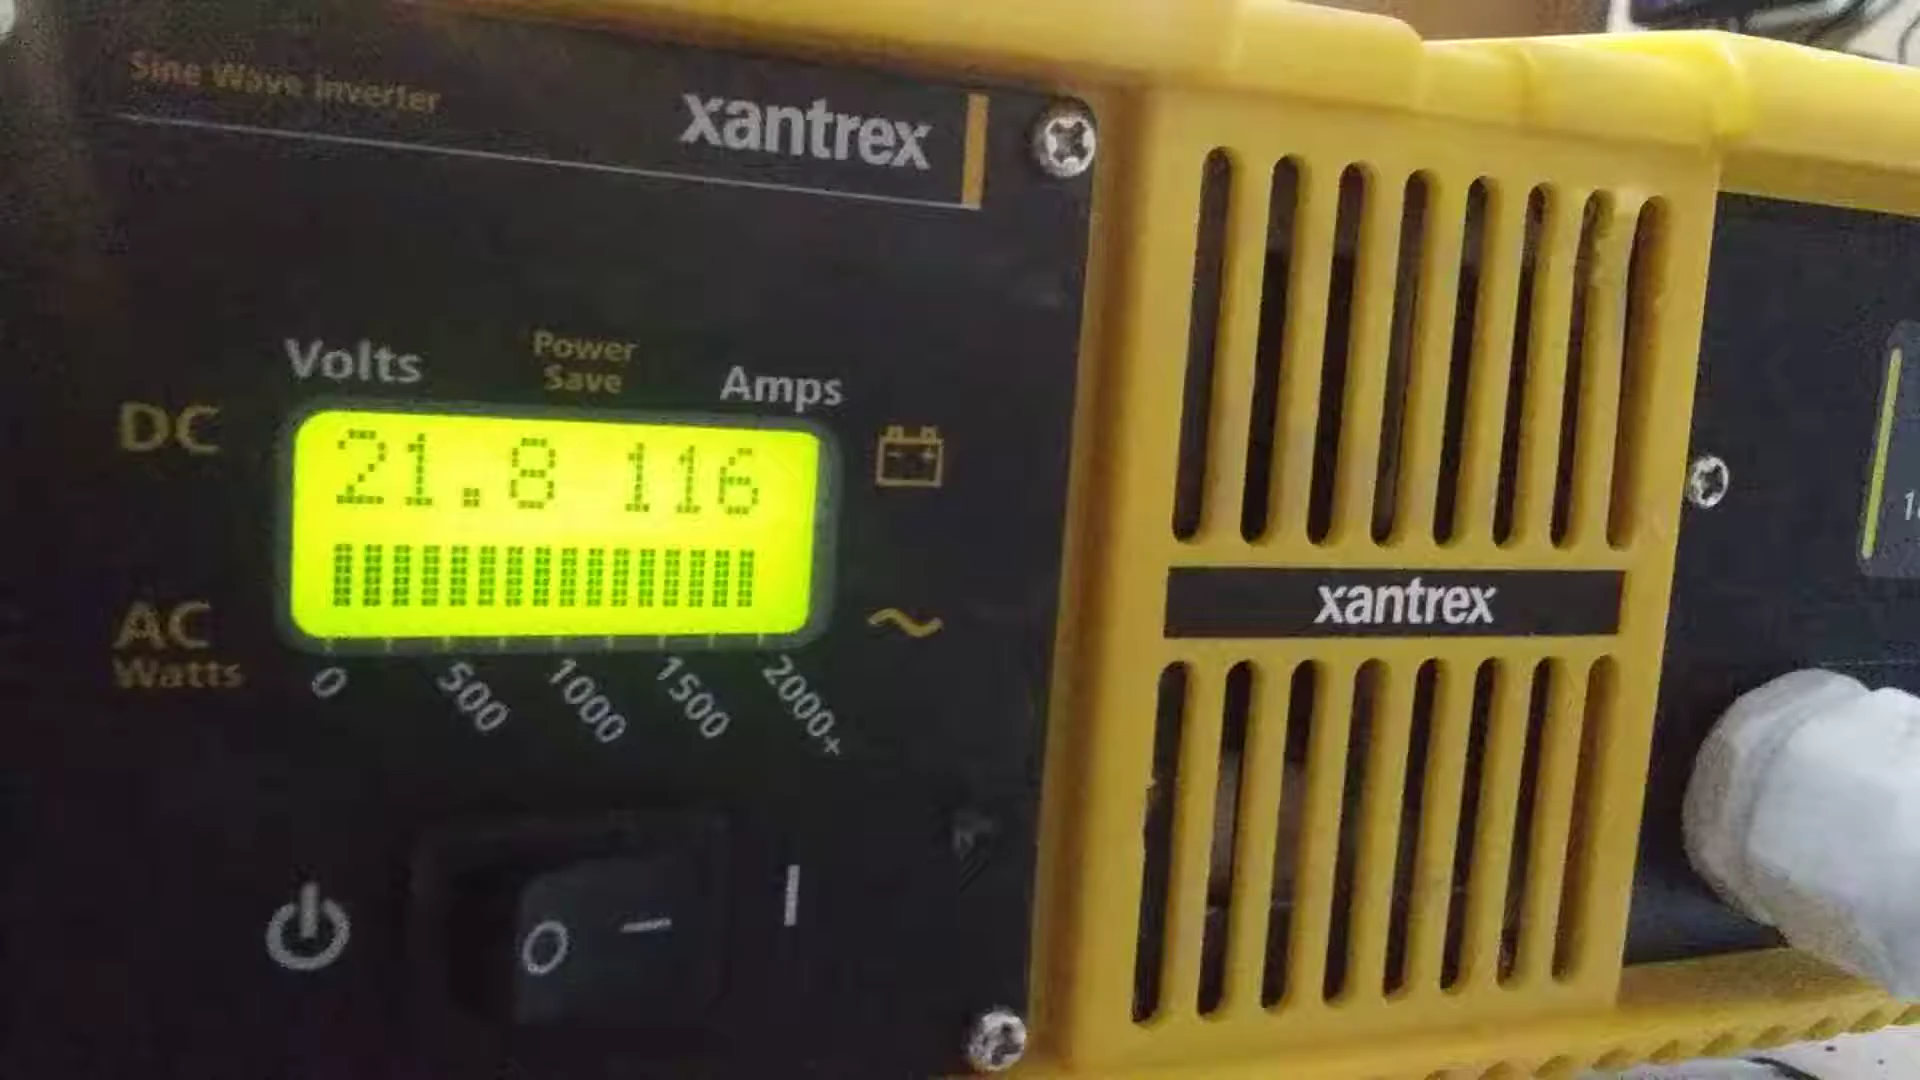 Sine Wave Inverter
xantrex
Volts Power Save Amps
DC
21.8 116
AC
Watts
0 500 1000 1500 2000+
xantrex